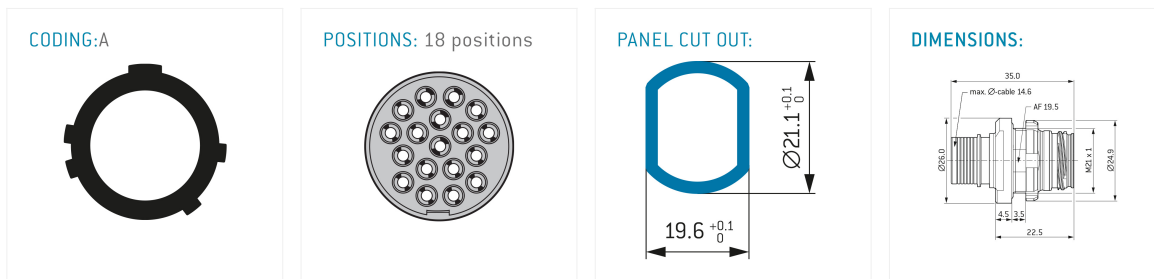 CODING:A
POSITIONS: 18 positions
PANEL CUT OUT:
Ø21.1 +0.1 0
19.6 +0.1 0
DIMENSIONS:
35.0
max. Ø-cable 14.6
AF 19.5
Ø26.0
M21 x 1
Ø24.9
4.5
3.5
22.5